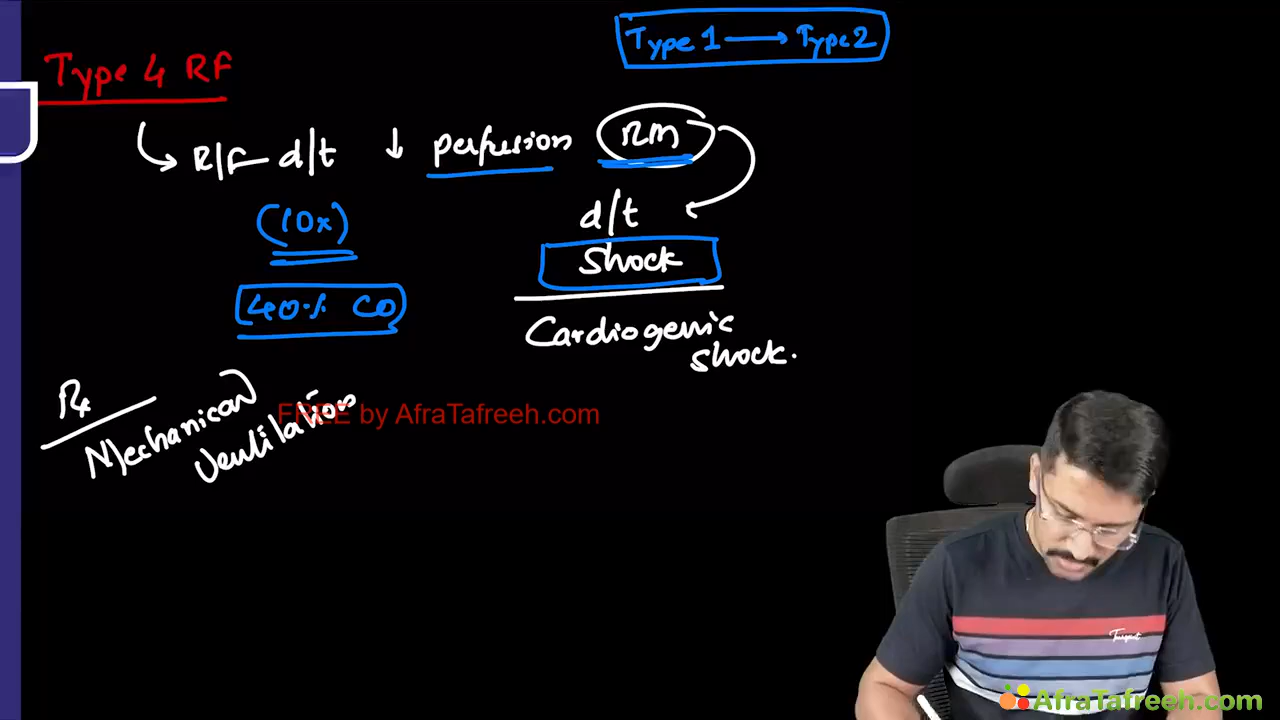 Type 1 → Type 2
Type 4 RF
↳ R/F d/t ↓ perfusion RM
d/t
shock
(10x)
40% CO
Cardiogenic
shock.
Rx
Mechanical
Ventilation
FREE by AfraTafreeh.com
AfraTafreeh.com